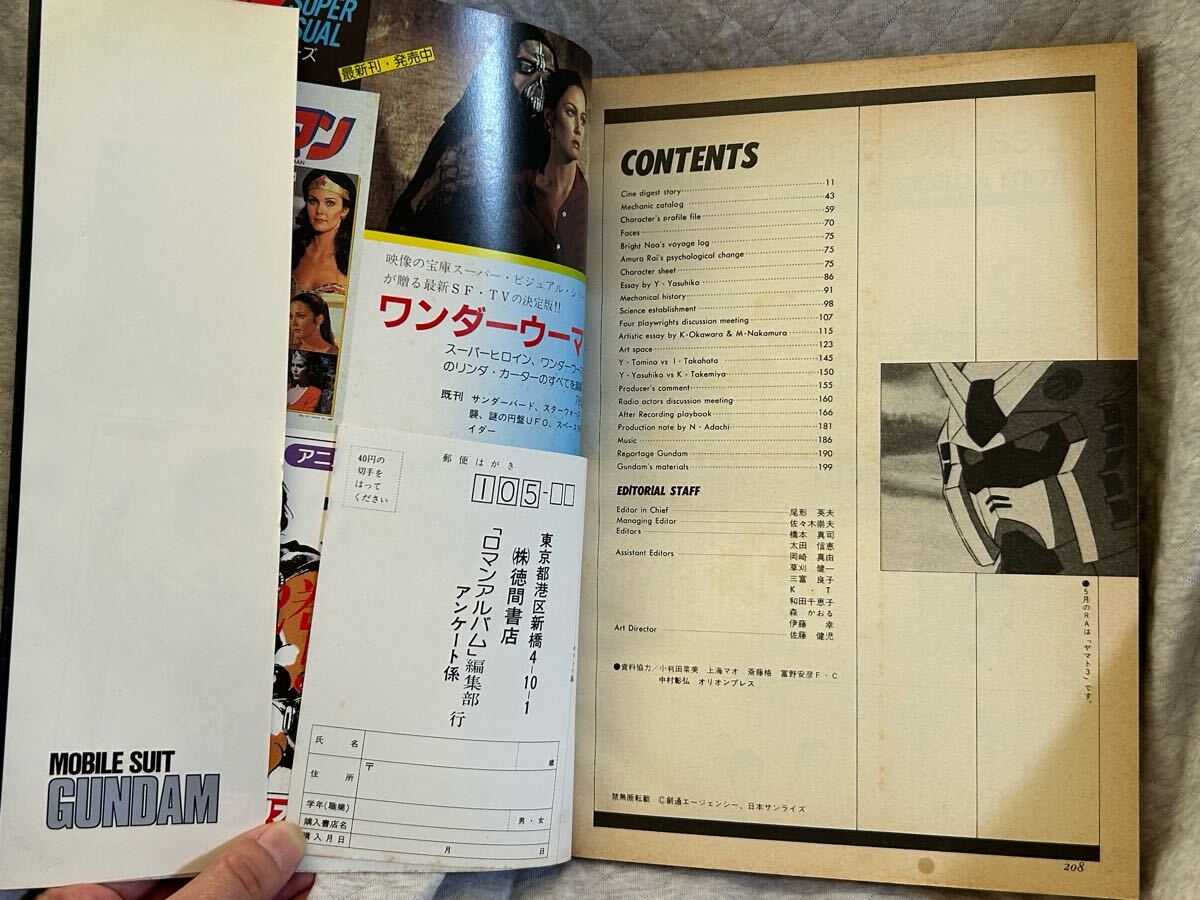 SUPER
最新刊・発売中
マン
映像の宝庫スーパー・ビジュアル・シリー
が贈る最新SF・TVの決定版!!
ワンダーウーマ
スーパーヒロイン、ワンダーウー
のリンダ・カーターのすべてを
既刊
サンダーバード、スターウォー
襲、謎の円盤UFO、スペース
イダー
アニ
40円の
切手を
はって
ください
郵便はがき
105-
東京都港区新橋4-10-1
(株)徳間書店
「ロマンアルバム」編集部
アンケート係
行
氏名
歳
住所
〒
学年(職業)
男・女
購入書店名
購入月日
月
日
MOBILE SUIT
GUNDAM
CONTENTS
Cine digest story 11
Mechanic catalog 43
Character's profile file 59
Faces 70
Bright Noa's voyage log 75
Amuro Rai's psychological change 75
Character sheet 75
Essay by Y・Yasuhiko 86
Mechanical history 91
Science establishment 98
Four playwrights discussion meeting 107
Artistic essay by K・Okawara & M・Nakamura 115
Art space 123
Y・Tomino vs I・Takahata 145
Y・Yasuhiko vs K・Takemiya 150
Producer's comment 155
Radio actors discussion meeting 160
After Recording playbook 166
Production note by N・Adachi 181
Music 186
Reportage Gundam 190
Gundam's materials 199
EDITORIAL STAFF
Editor in Chief 尾形 英夫
Managing Editor 佐々木崇夫
Editors 橋本 真司
太田 信恵
岡崎 真由
Assistant Editors 草刈 健一
三富 良子
K・T
和田千恵子
森 かおる
伊藤 幸
Art Director 佐藤 健児
●資料協力/小判田菜美 上海マオ 斎藤格 富野安彦F・C
中村彰弘 オリオンプレス
●5月のRAは「ヤマト3」です。
禁無断転載 ©創通エージェンシー、日本サンライズ
208